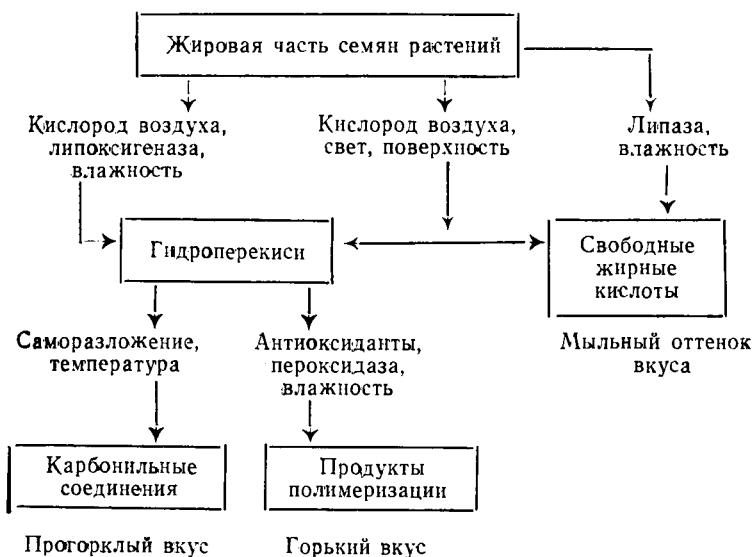 Жировая часть семян растений
Кислород воздуха,
липоксигеназа,
влажность
Кислород воздуха,
свет, поверхность
Липаза,
влажность
Гидроперекиси
Свободные
жирные
кислоты
Саморазложение,
температура
Антиоксиданты,
пероксидаза,
влажность
Мыльный оттенок
вкуса
Карбонильные
соединения
Продукты
полимеризации
Прогорклый вкус
Горький вкус